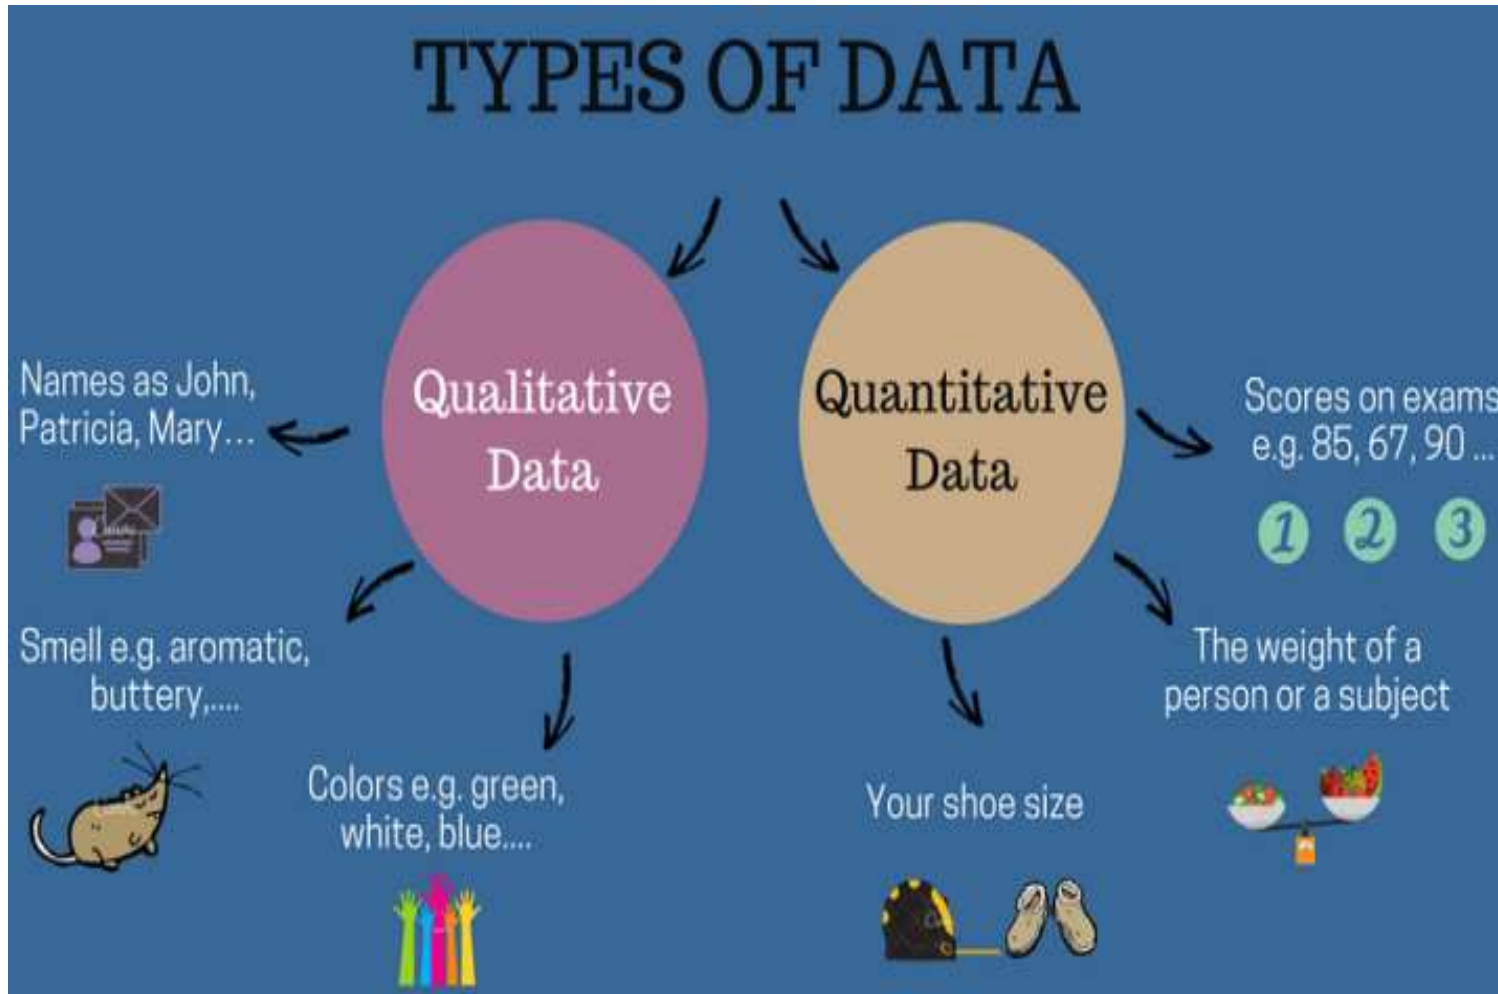 TYPES OF DATA
Qualitative
Data
Quantitative
Data
Names as John,
Patricia, Mary...
Smell e.g. aromatic,
buttery,....
Colors e.g. green,
white, blue....
Scores on exams
e.g. 85, 67, 90 ...
1 2 3
The weight of a
person or a subject
Your shoe size